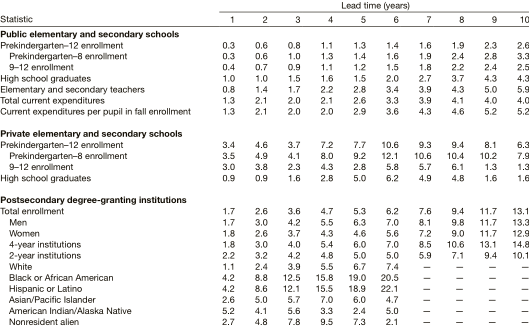 Lead time (years)
Statistic 1 2 3 4 5 6 7 8 9 10
Public elementary and secondary schools
Prekindergarten–12 enrollment 0.3 0.6 0.8 1.1 1.3 1.4 1.6 1.9 2.3 2.6
Prekindergarten–8 enrollment 0.3 0.6 1.0 1.3 1.4 1.6 1.9 2.4 2.8 3.3
9–12 enrollment 0.4 0.7 0.9 1.1 1.2 1.5 1.8 2.2 2.4 2.5
High school graduates 1.0 1.0 1.5 1.6 1.5 2.0 2.7 3.7 4.3 4.3
Elementary and secondary teachers 0.8 1.4 1.7 2.2 2.8 3.4 3.9 4.3 5.0 5.9
Total current expenditures 1.3 2.1 2.0 2.1 2.6 3.3 3.9 4.1 4.0 4.0
Current expenditures per pupil in fall enrollment 1.3 2.1 2.0 2.0 2.9 3.6 4.3 4.6 5.2 5.2
Private elementary and secondary schools
Prekindergarten–12 enrollment 3.4 4.6 3.7 7.2 7.7 10.6 9.3 9.4 8.1 6.3
Prekindergarten–8 enrollment 3.5 4.9 4.1 8.0 9.2 12.1 10.6 10.4 10.2 7.9
9–12 enrollment 3.0 3.8 2.3 4.3 2.8 5.8 5.7 6.1 1.3 1.3
High school graduates 0.9 0.9 1.6 2.8 5.0 6.2 4.9 4.8 1.6 1.6
Postsecondary degree-granting institutions
Total enrollment 1.7 2.6 3.6 4.7 5.3 6.2 7.6 9.4 11.7 13.1
Men 1.7 3.0 4.2 5.5 6.3 7.0 8.1 9.8 11.7 13.3
Women 1.8 2.6 3.7 4.3 4.6 5.6 7.2 9.0 11.7 12.9
4-year institutions 1.8 3.0 4.0 5.4 6.0 7.0 8.5 10.6 13.1 14.8
2-year institutions 2.2 3.2 4.2 4.8 5.0 5.0 5.9 7.1 9.4 10.1
White 1.1 2.4 3.9 5.5 6.7 7.4 — — — —
Black or African American 4.2 8.8 12.5 15.8 19.0 20.5 — — — —
Hispanic or Latino 4.2 8.6 12.1 15.5 18.9 22.1 — — — —
Asian/Pacific Islander 2.6 5.0 5.7 7.0 6.0 4.7 — — — —
American Indian/Alaska Native 5.2 4.1 5.6 3.3 2.4 5.0 — — — —
Nonresident alien 2.7 4.8 7.8 9.5 7.3 2.1 — — — —